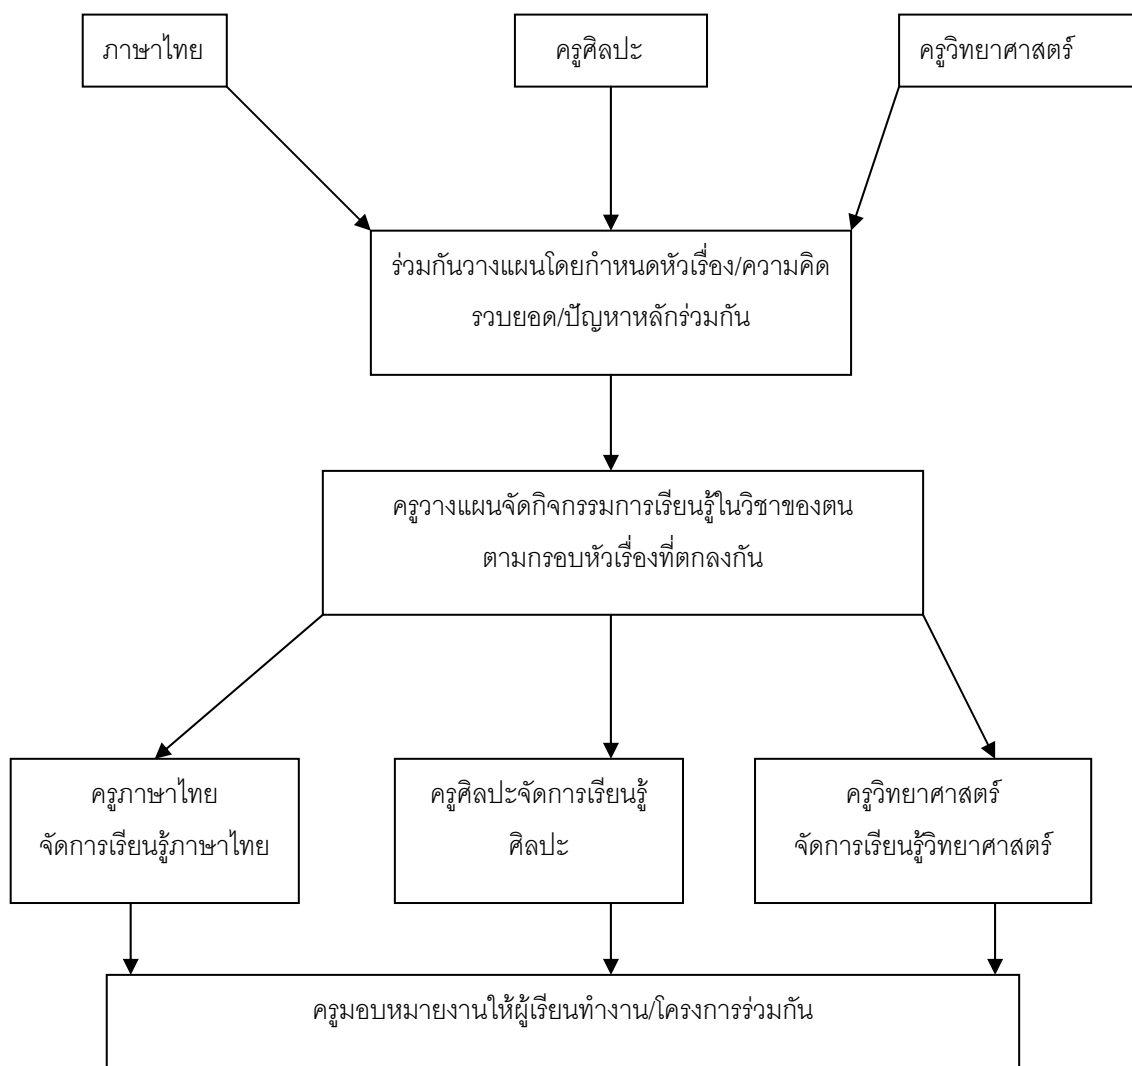 ภาษาไทย
ครูศิลปะ
ครูวิทยาศาสตร์
ร่วมกันวางแผนโดยกำหนดหัวเรื่อง/ความคิด
รวบยอด/ปัญหาหลักร่วมกัน
ครูวางแผนจัดกิจกรรมการเรียนรู้ในวิชาของตน
ตามกรอบหัวเรื่องที่ตกลงกัน
ครูภาษาไทย
จัดการเรียนรู้ภาษาไทย
ครูศิลปะจัดการเรียนรู้
ศิลปะ
ครูวิทยาศาสตร์
จัดการเรียนรู้วิทยาศาสตร์
ครูมอบหมายงานให้ผู้เรียนทำงาน/โครงการร่วมกัน